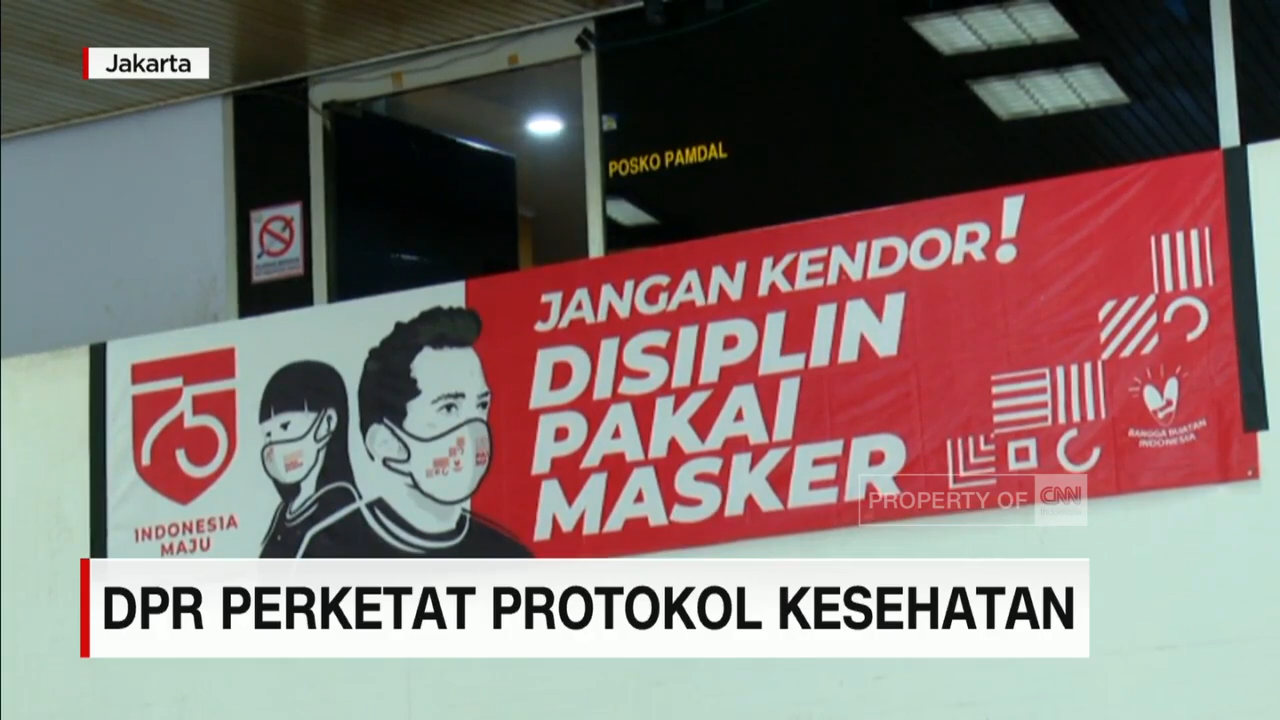 Jakarta
POSKO PAMDAL
JANGAN KENDOR!
DISIPLIN
PAKAI
MASKER
75
INDONESIA
MAJU
BANGGA BUATAN
INDONESIA
PROPERTY OF CNN
DPR PERKETAT PROTOKOL KESEHATAN